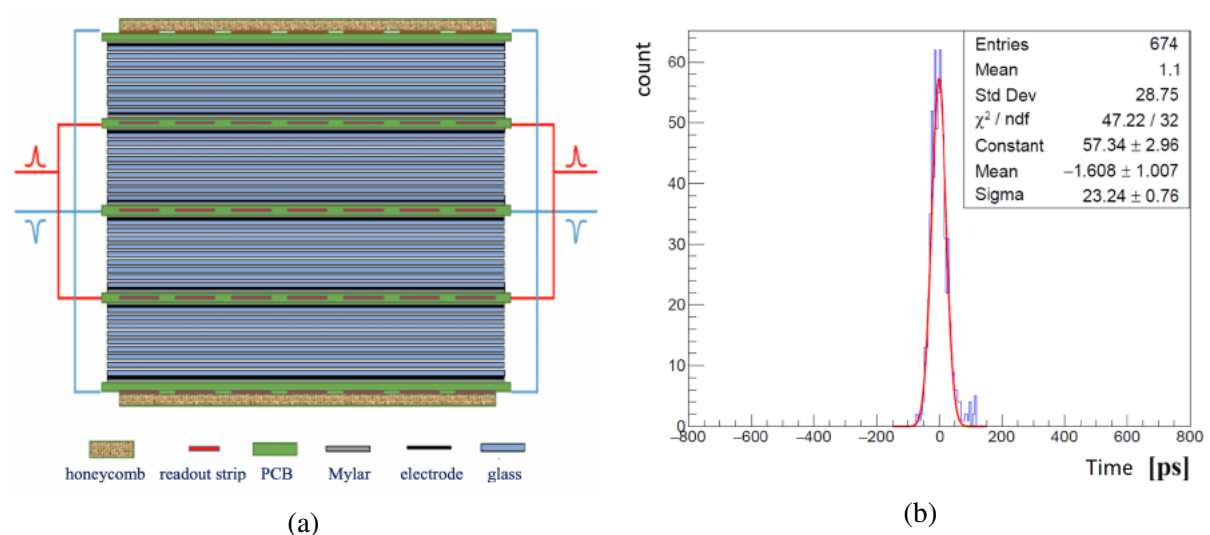 honeycomb readout strip PCB Mylar electrode glass
(a)
count
Entries 674
Mean 1.1
Std Dev 28.75
χ² / ndf 47.22 / 32
Constant 57.34 ± 2.96
Mean −1.608 ± 1.007
Sigma 23.24 ± 0.76
60
50
40
30
20
10
0
−800 −600 −400 −200 0 200 400 600 800
Time [ps]
(b)